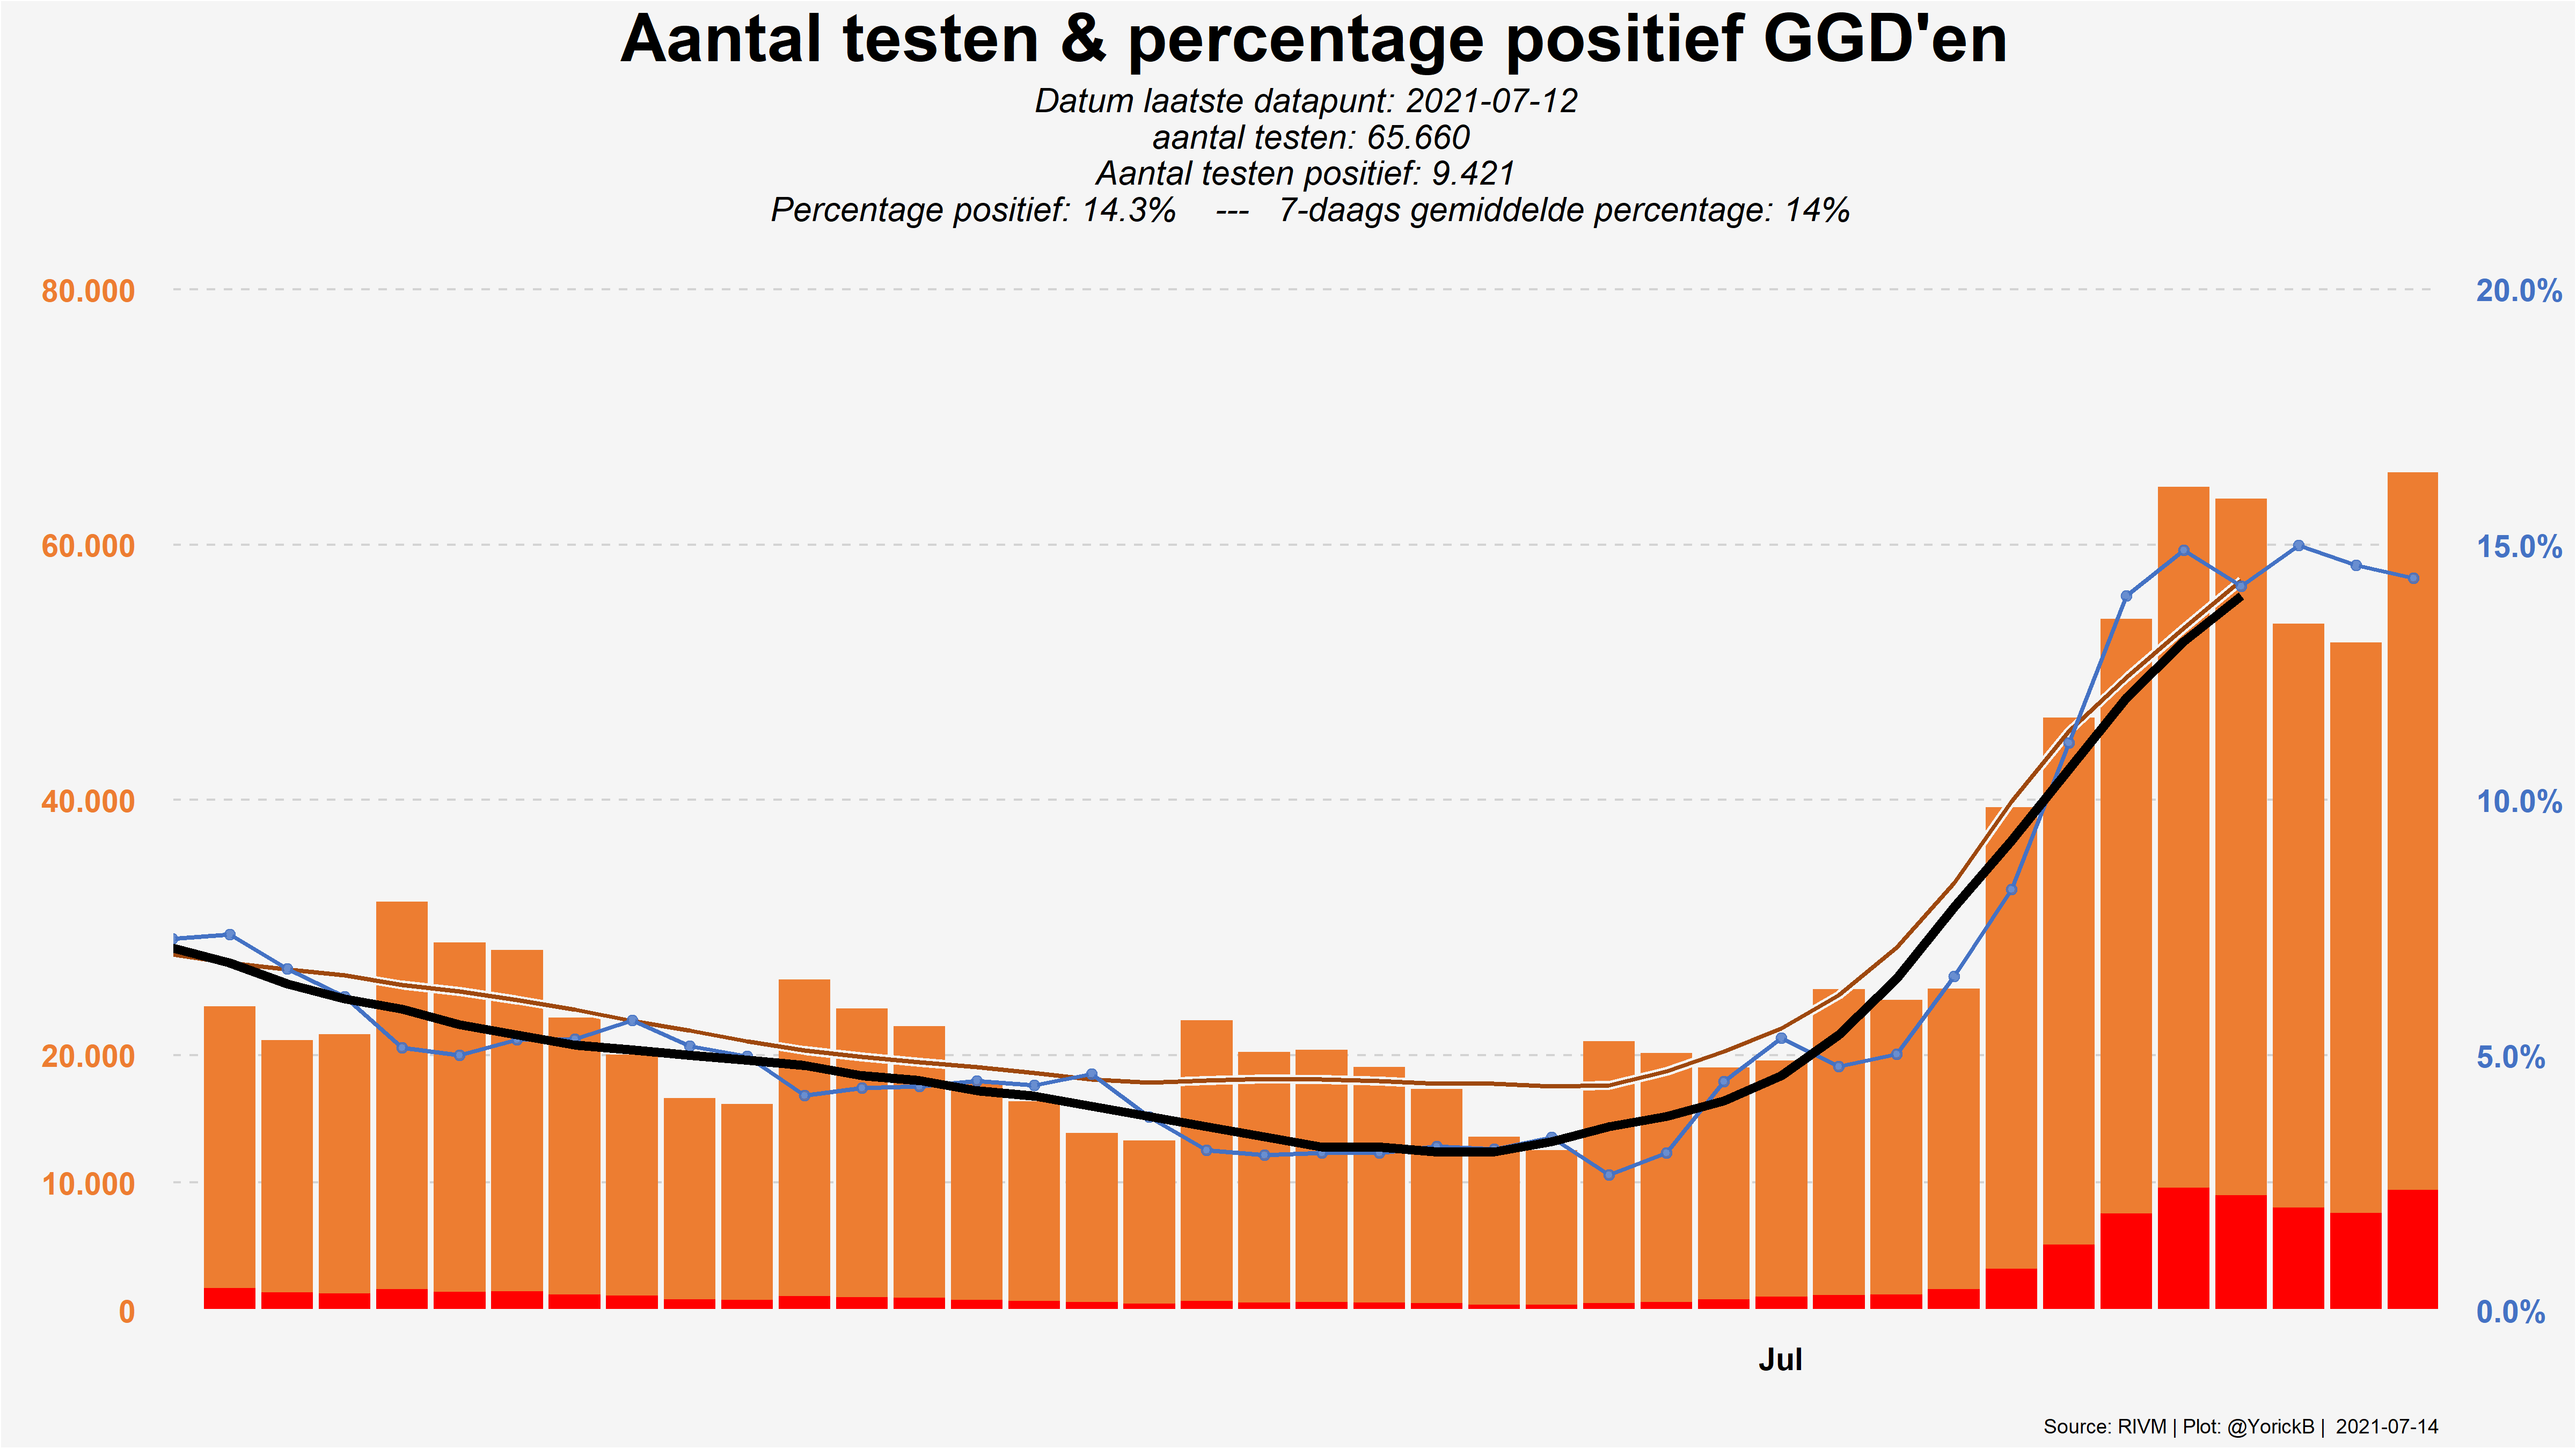 Aantal testen & percentage positief GGD'en
Datum laatste datapunt: 2021-07-12
aantal testen: 65.660
Aantal testen positief: 9.421
Percentage positief: 14.3% --- 7-daags gemiddelde percentage: 14%
80.000 20.0%
60.000 15.0%
40.000 10.0%
20.000 5.0%
10.000
0 0.0%
Jul
Source: RIVM | Plot: @YorickB | 2021-07-14